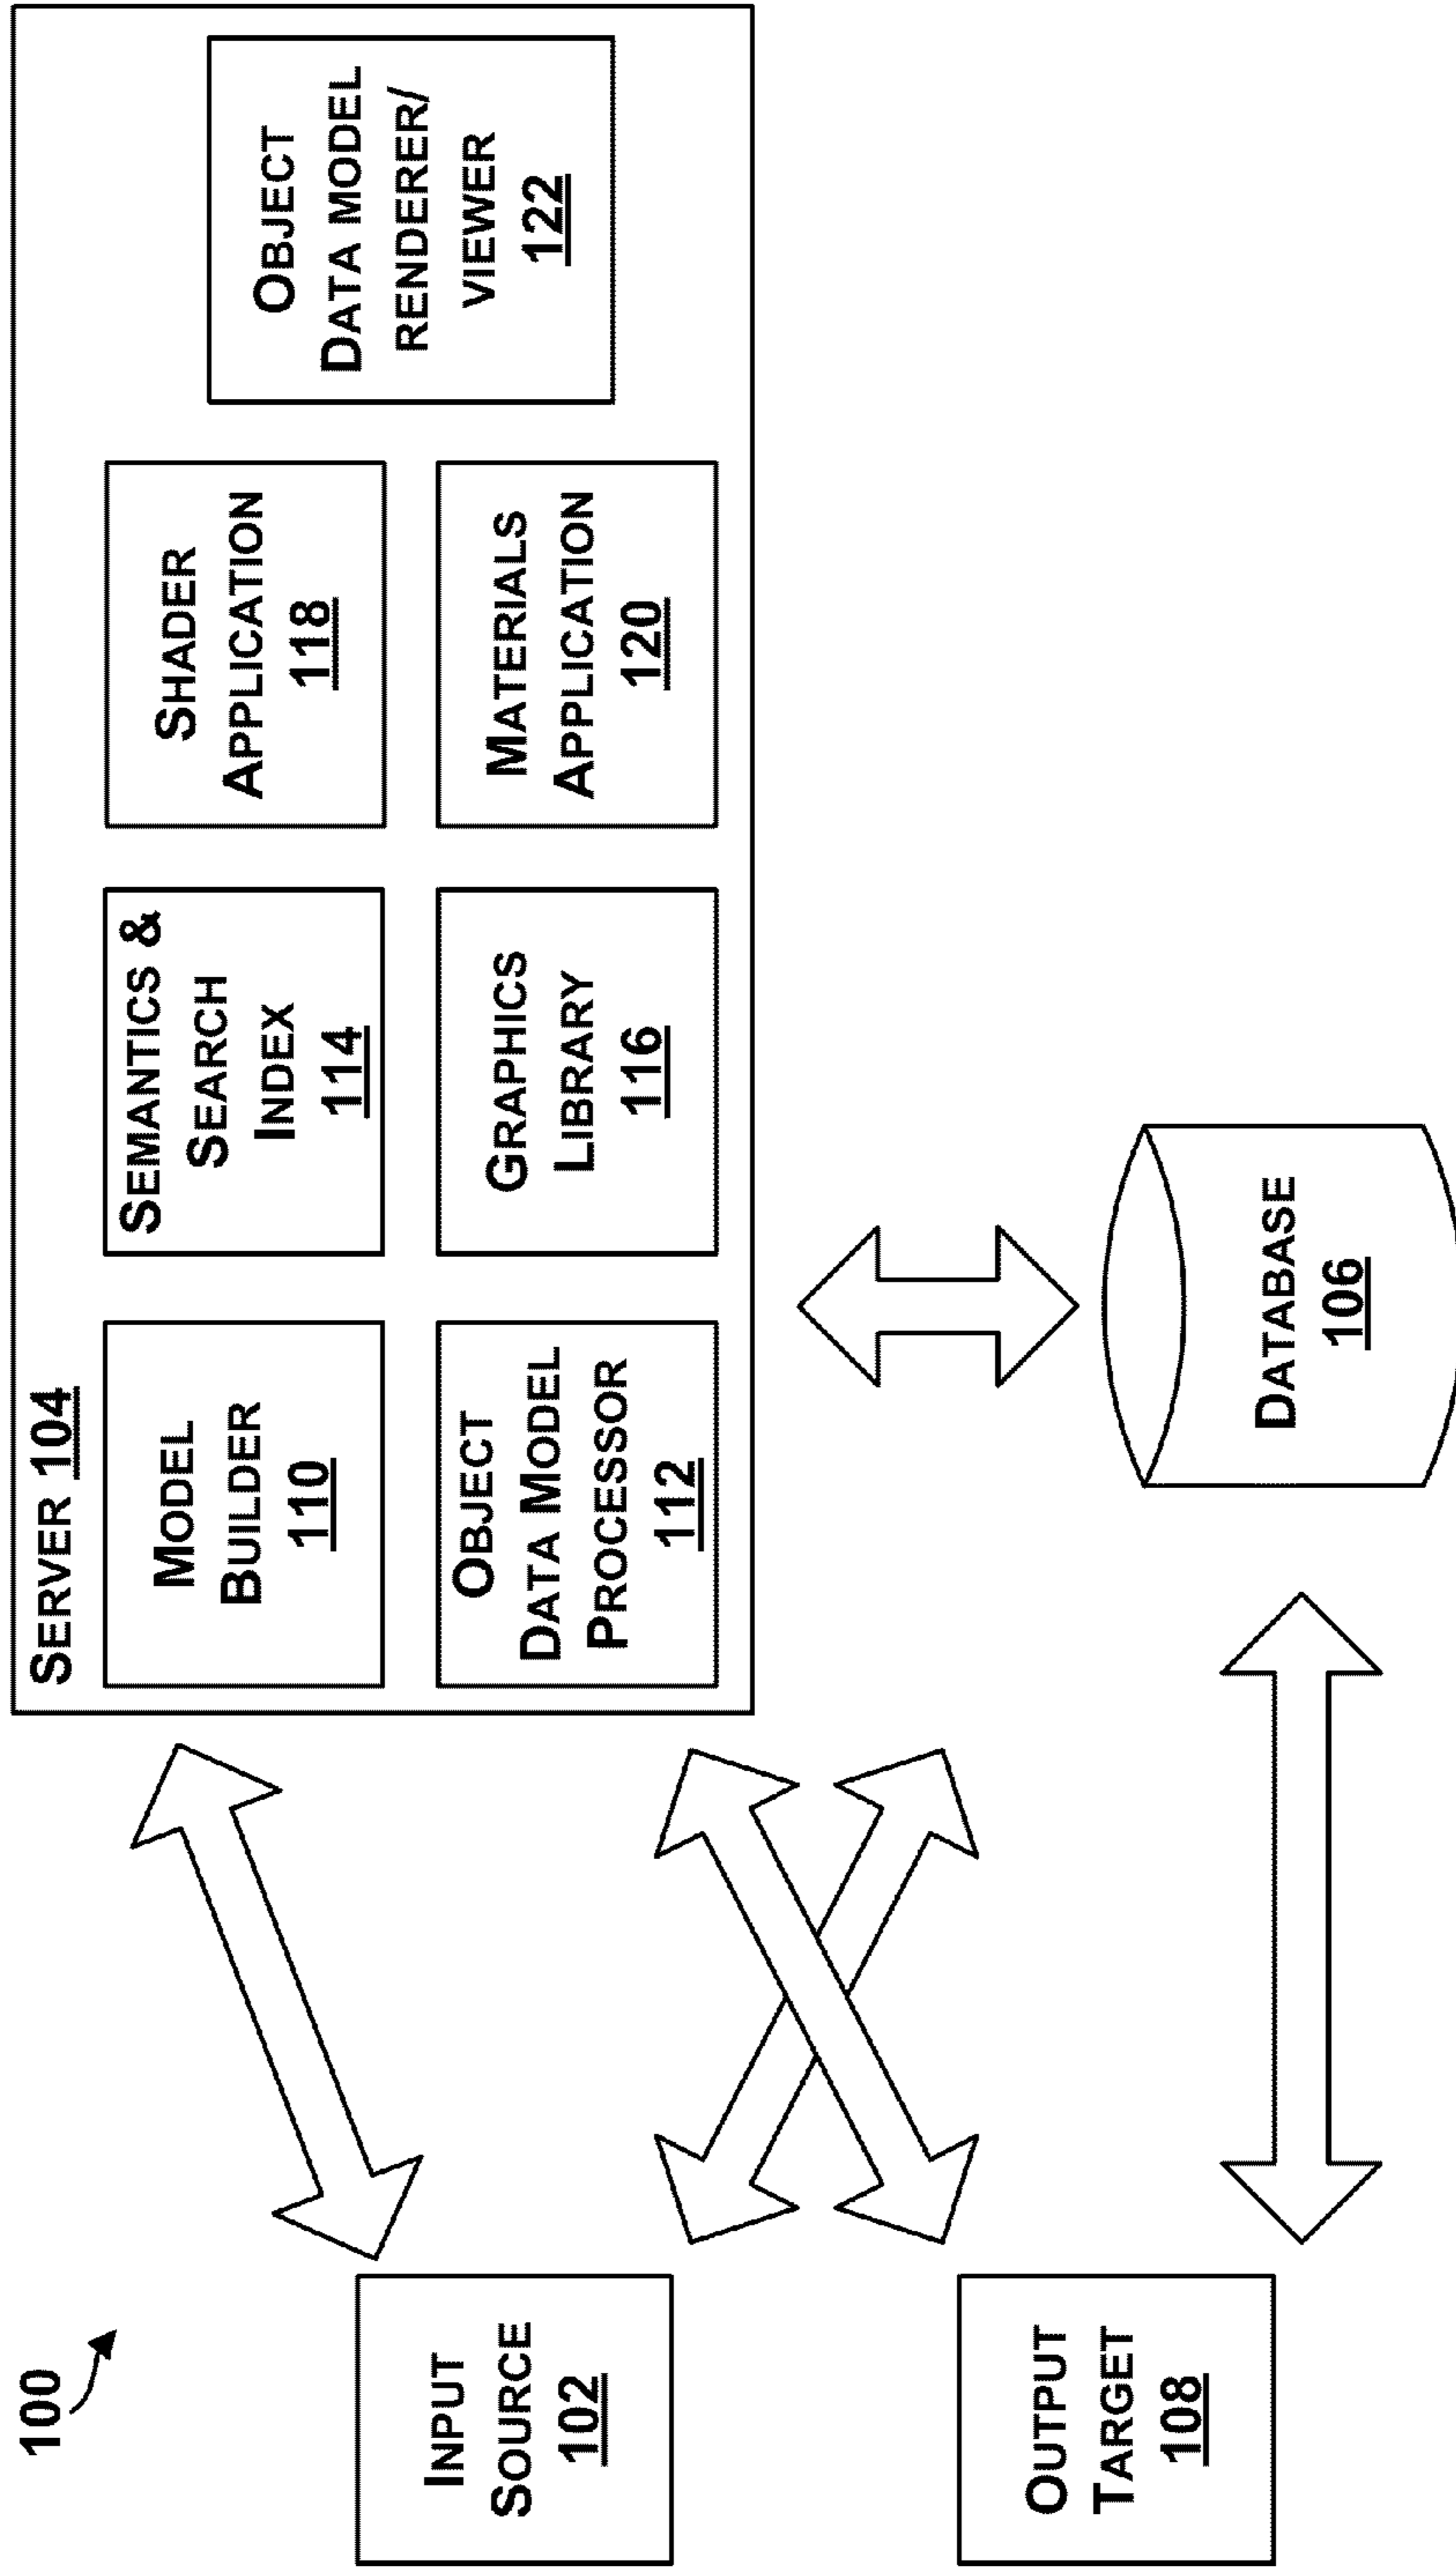 100
SERVER 104
MODEL
BUILDER
110
SEMANTICS &
SEARCH
INDEX
114
SHADER
APPLICATION
118
OBJECT
DATA MODEL
RENDERER/
VIEWER
122
OBJECT
DATA MODEL
PROCESSOR
112
GRAPHICS
LIBRARY
116
MATERIALS
APPLICATION
120
INPUT
SOURCE
102
OUTPUT
TARGET
108
DATABASE
106